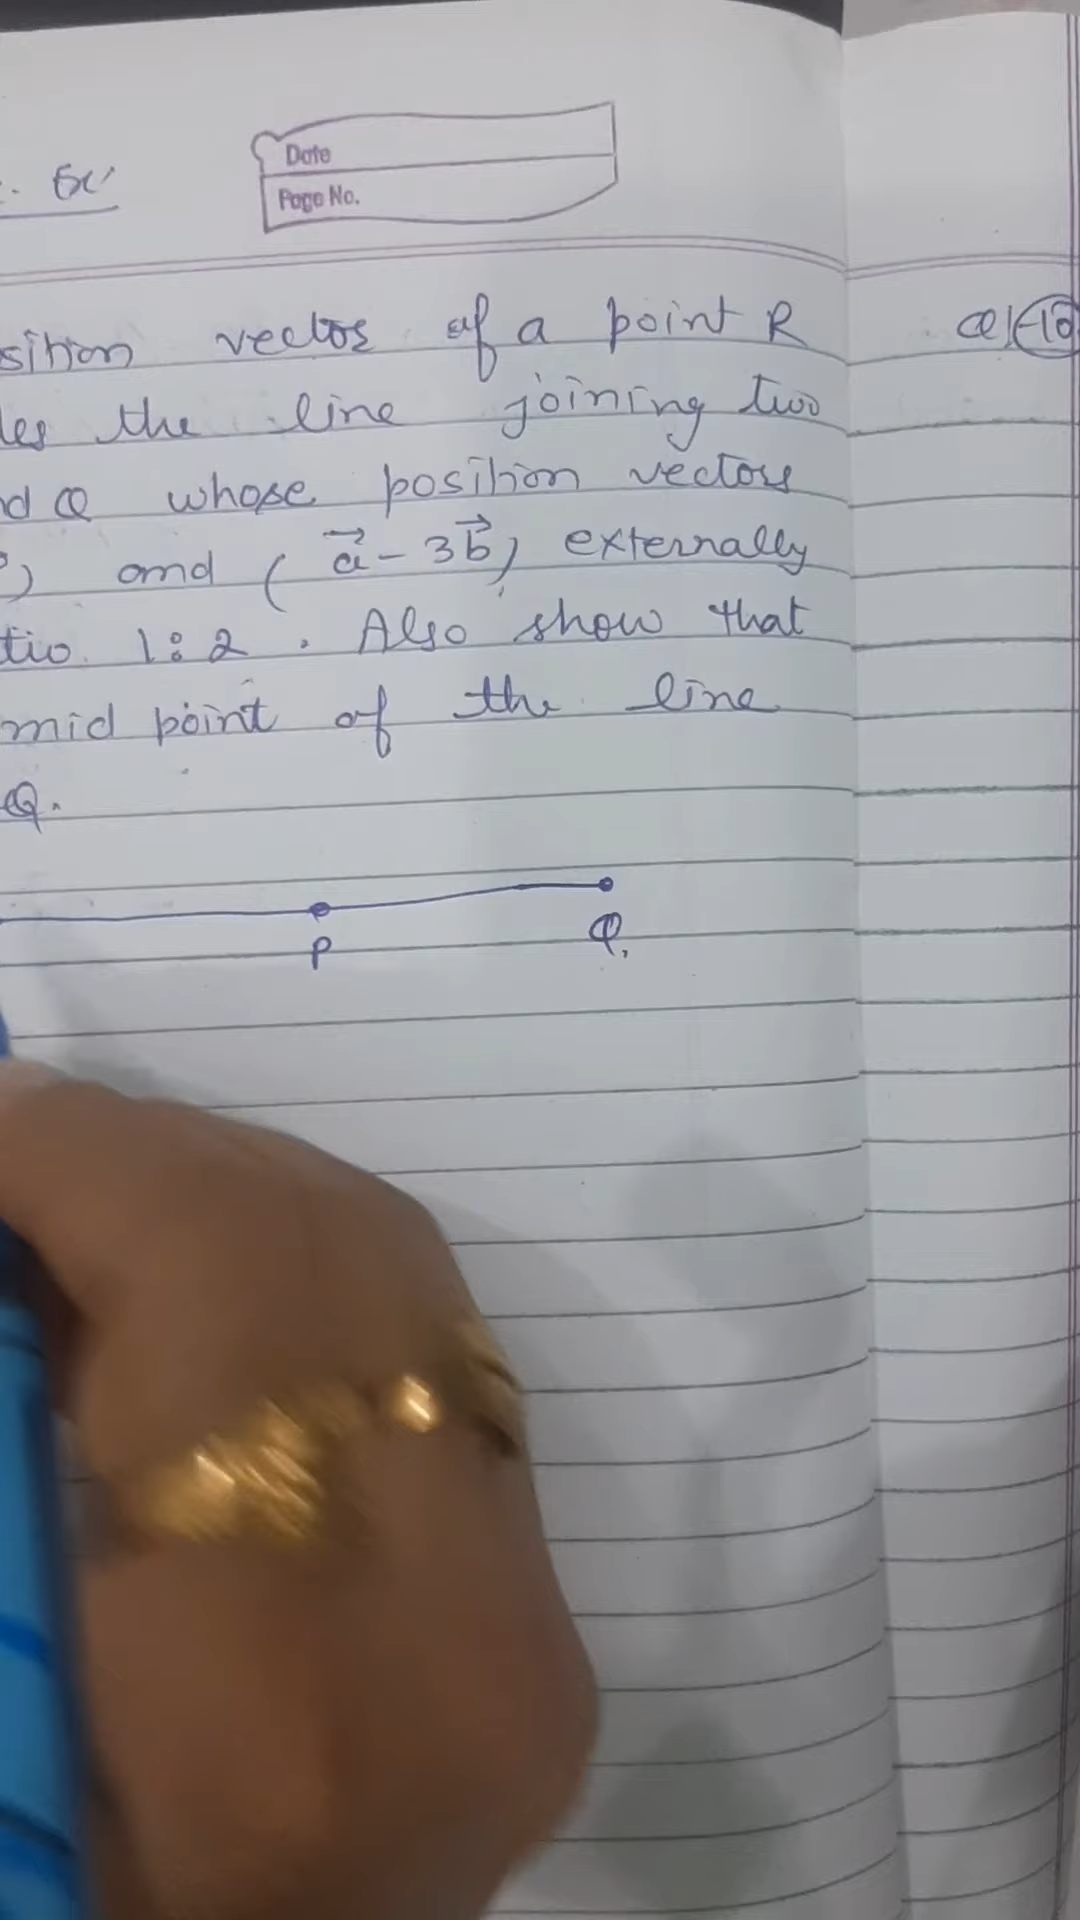 . Ex
Date
Page No.
sition vector of a point R
les the line joining two
nd Q whose position vectors
) and ( a⃗ - 3b⃗ ) externally
tio 1:2 . Also show that
mid point of the line
Q.
P Q